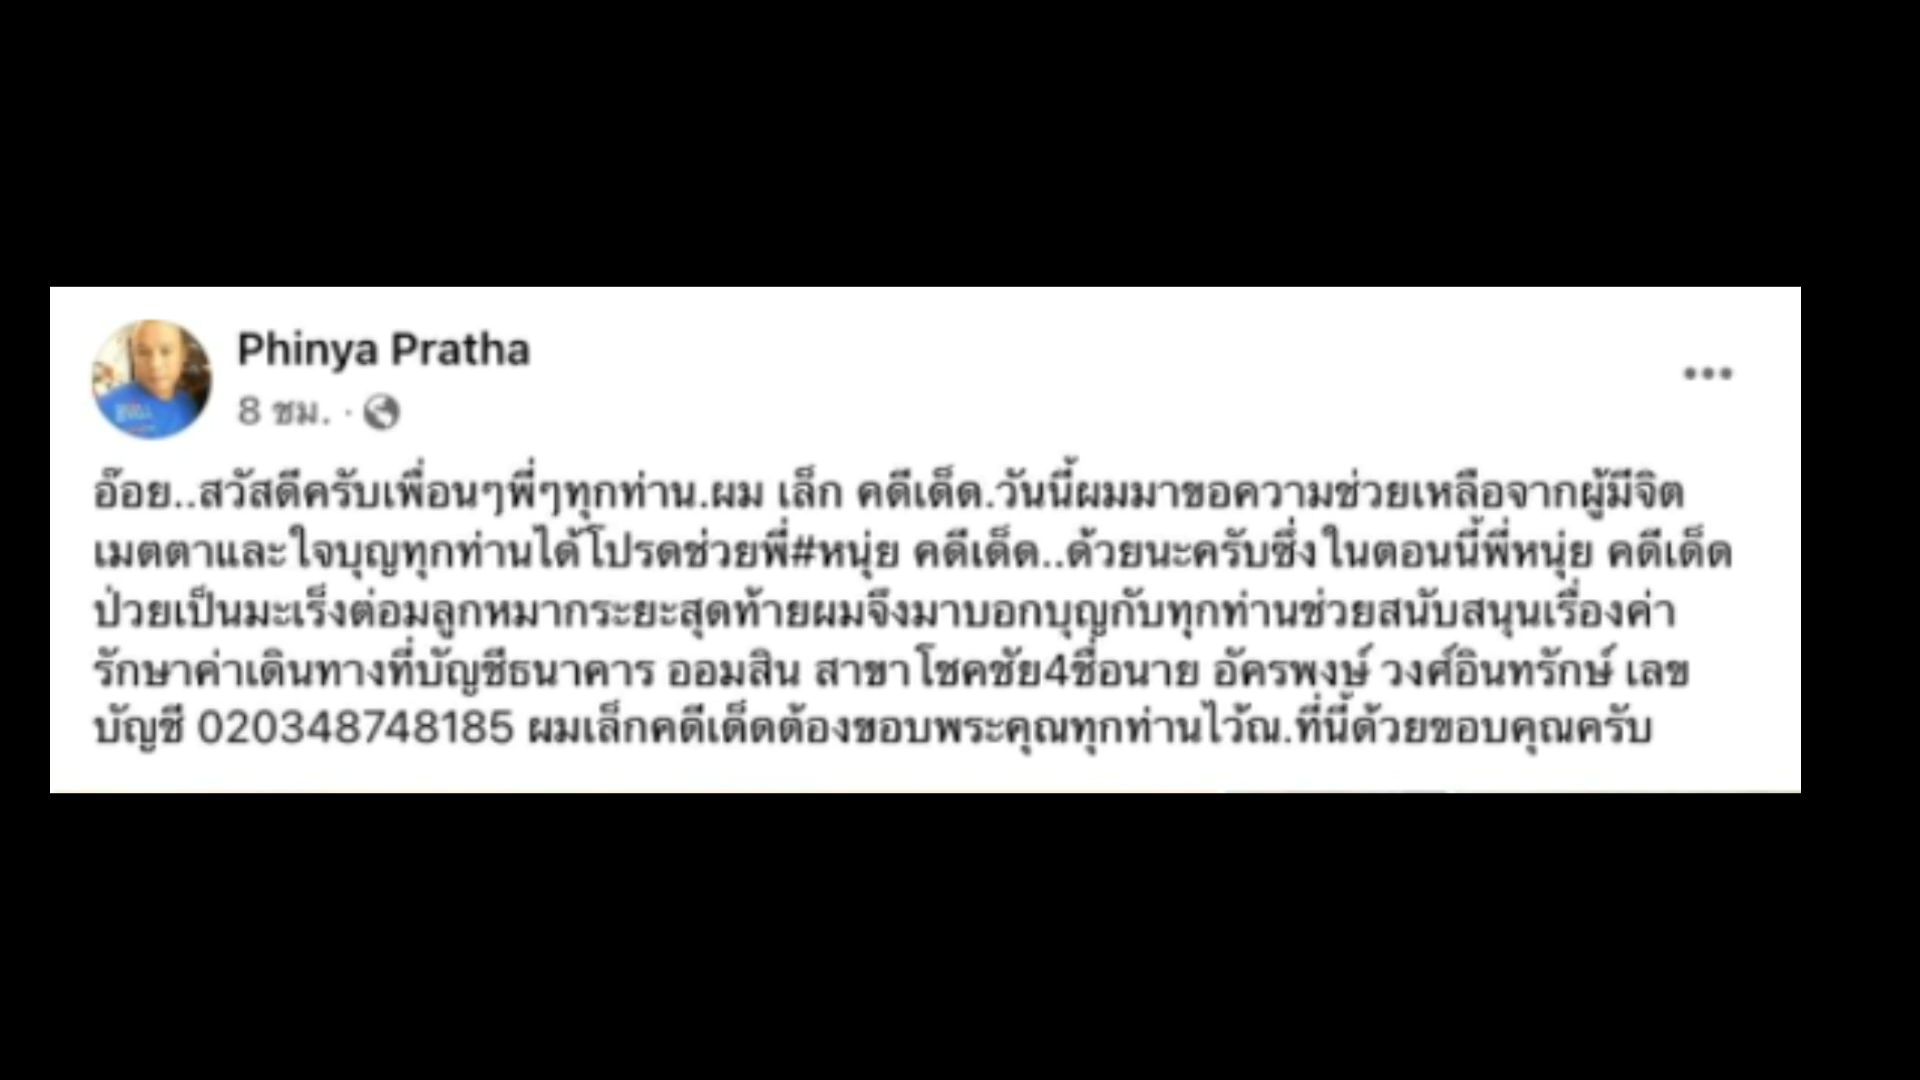 Phinya Pratha
8 ชม. ·
อ๊อย..สวัสดีครับเพื่อนๆพี่ๆทุกท่าน.ผม เล็ก คดีเด็ด.วันนี้ผมมาขอความช่วยเหลือจากผู้มีจิต
เมตตาและใจบุญทุกท่านได้โปรดช่วยพี่#หนุ่ย คดีเด็ด..ด้วยนะครับซึ่งในตอนนี้พี่หนุ่ย คดีเด็ด
ป่วยเป็นมะเร็งต่อมลูกหมากระยะสุดท้ายผมจึงมาบอกบุญกับทุกท่านช่วยสนับสนุนเรื่องค่า
รักษาค่าเดินทางที่บัญชีธนาคาร ออมสิน สาขาโชคชัย4ชื่อนาย อัครพงษ์ วงศ์อินทรักษ์ เลข
บัญชี 020348748185 ผมเล็กคดีเด็ดต้องขอบพระคุณทุกท่านไว้ณ.ที่นี้ด้วยขอบคุณครับ